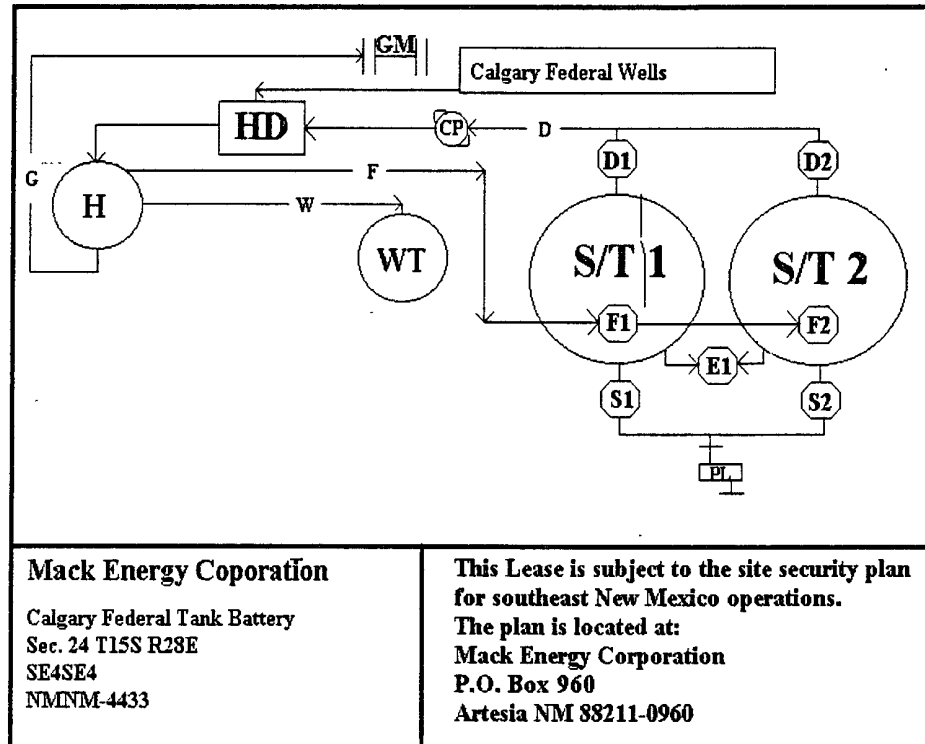 GM
Calgary Federal Wells
HD
CP
D
D1
D2
G
F
H
W
WT
S/T 1
S/T 2
F1
F2
E1
S1
S2
PL
Mack Energy Coporation
Calgary Federal Tank Battery
Sec. 24 T15S R28E
SE4SE4
NMNM-4433
This Lease is subject to the site security plan
for southeast New Mexico operations.
The plan is located at:
Mack Energy Corporation
P.O. Box 960
Artesia NM 88211-0960